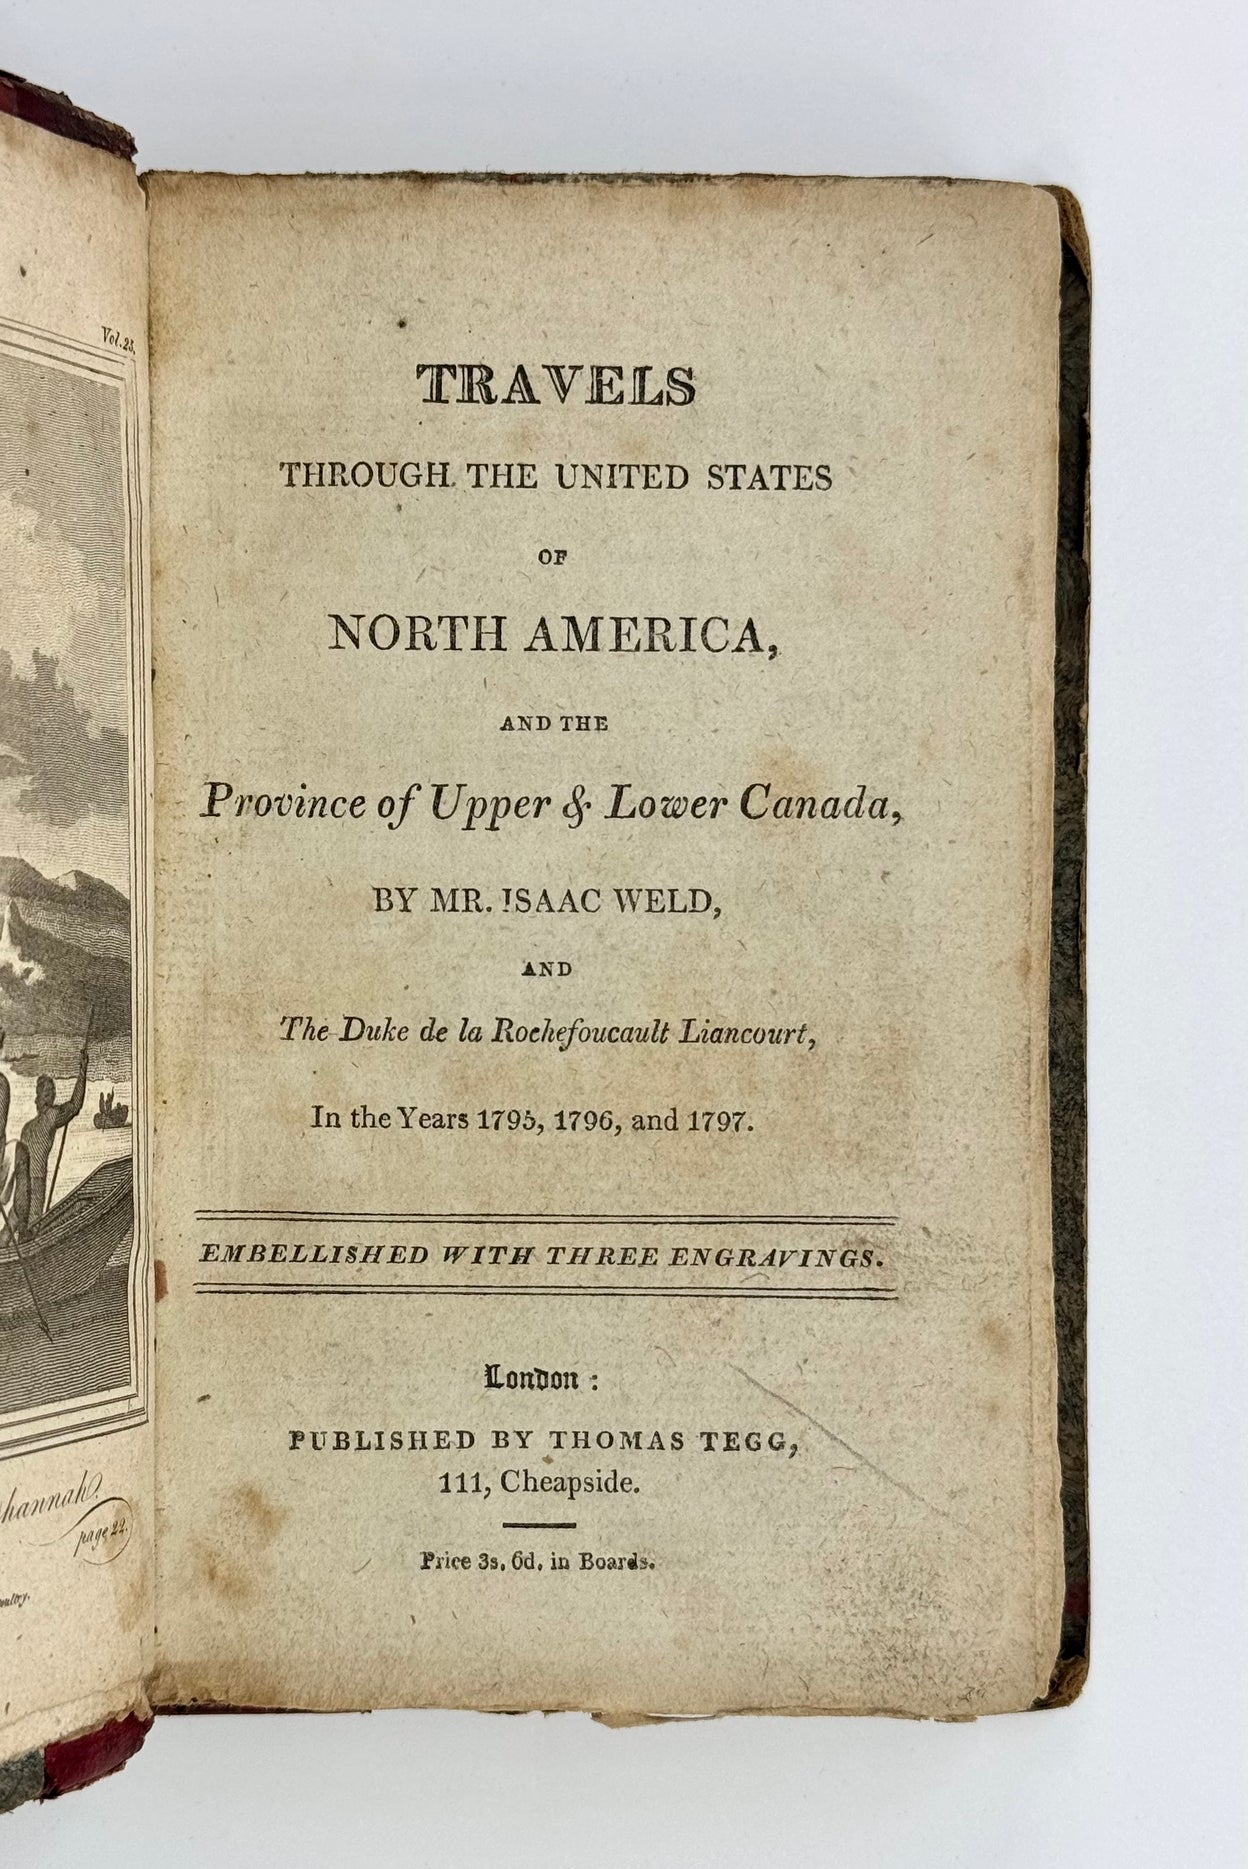 Vol. 25.
hannah.
page 22.
TRAVELS
THROUGH THE UNITED STATES
OF
NORTH AMERICA,
AND THE
Province of Upper & Lower Canada,
BY MR. ISAAC WELD,
AND
The Duke de la Rochefoucault Liancourt,
In the Years 1795, 1796, and 1797.
EMBELLISHED WITH THREE ENGRAVINGS.
London:
PUBLISHED BY THOMAS TEGG,
111, Cheapside.
Price 3s. 6d. in Boards.